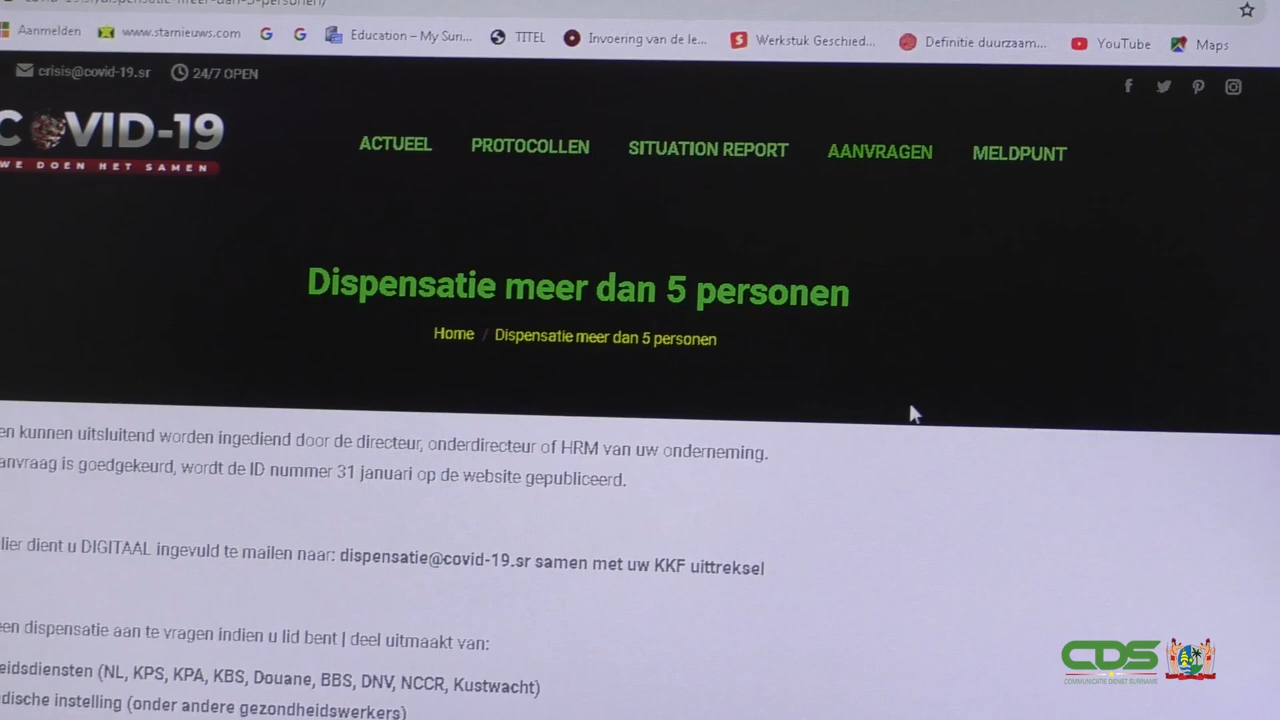 Aanmelden www.starnieuws.com Education – My Suri... TITEL Invoering van de le... Werkstuk Geschied... Definitie duurzaam... YouTube Maps
crisis@covid-19.sr 24/7 OPEN
COVID-19
WE DOEN HET SAMEN
ACTUEEL PROTOCOLLEN SITUATION REPORT AANVRAGEN MELDPUNT
Dispensatie meer dan 5 personen
Home / Dispensatie meer dan 5 personen
en kunnen uitsluitend worden ingediend door de directeur, onderdirecteur of HRM van uw onderneming.
anvraag is goedgekeurd, wordt de ID nummer 31 januari op de website gepubliceerd.
lier dient u DIGITAAL ingevuld te mailen naar: dispensatie@covid-19.sr samen met uw KKF uittreksel
een dispensatie aan te vragen indien u lid bent | deel uitmaakt van:
eidsdiensten (NL, KPS, KPA, KBS, Douane, BBS, DNV, NCCR, Kustwacht)
dische instelling (onder andere gezondheidswerkers)
CDS
COMMUNICATIE DIENST SURINAME